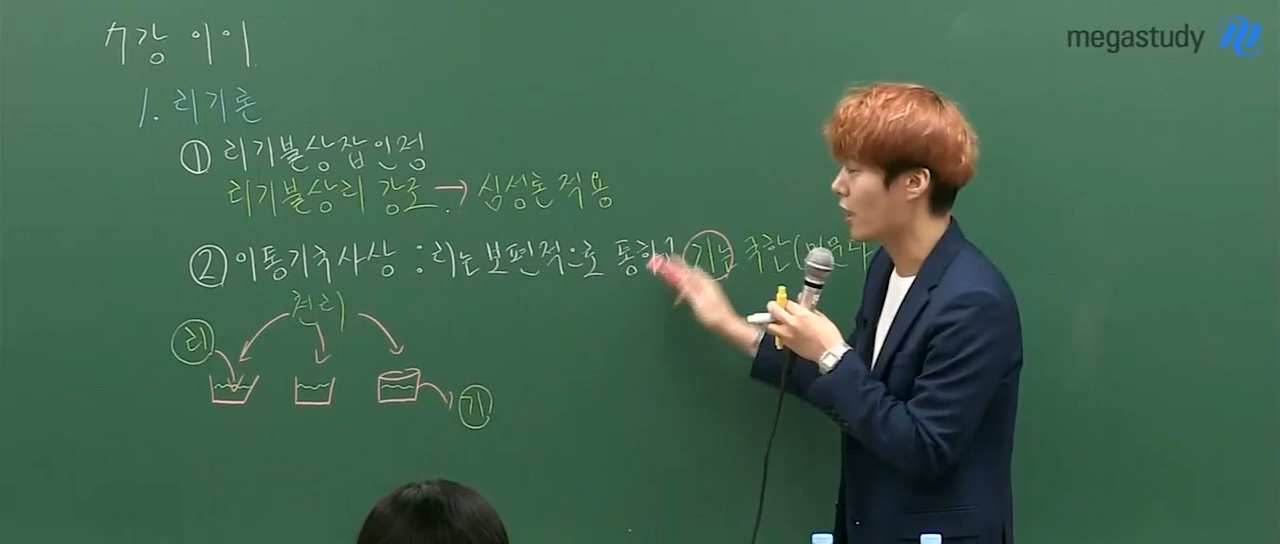 megastudy
7강 이이
1. 리기론
① 리기불상잡 인정
리기불상리 강조 → 심성론 적용
② 이통기국사상 : 리는 보편적으로 통하 기는 국한(
천리
리
기